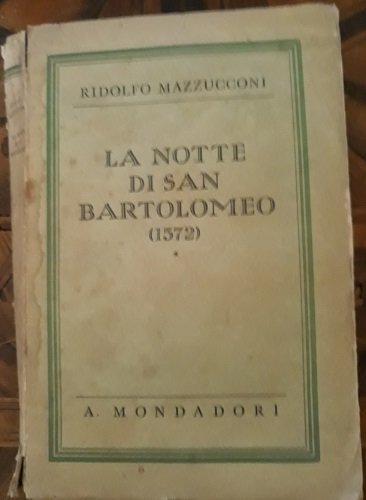 RIDOLFO MAZZUCCONI
LA NOTTE
DI SAN
BARTOLOMEO
(1572)
*
A. MONDADORI